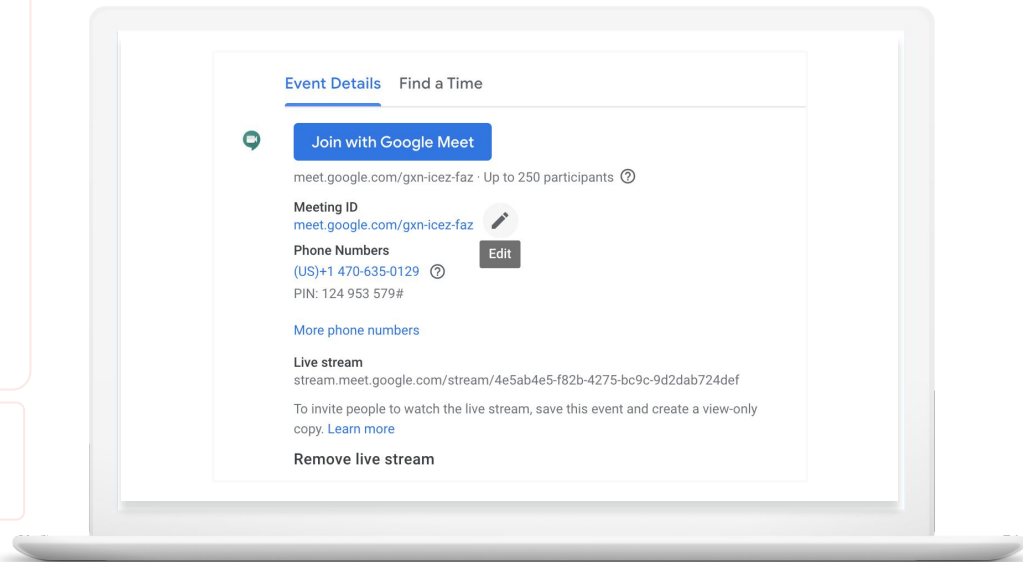 Event Details Find a Time
Join with Google Meet
meet.google.com/gxn-icez-faz · Up to 250 participants
Meeting ID
meet.google.com/gxn-icez-faz
Edit
Phone Numbers
(US)+1 470-635-0129
PIN: 124 953 579#
More phone numbers
Live stream
stream.meet.google.com/stream/4e5ab4e5-f82b-4275-bc9c-9d2dab724def
To invite people to watch the live stream, save this event and create a view-only
copy. Learn more
Remove live stream